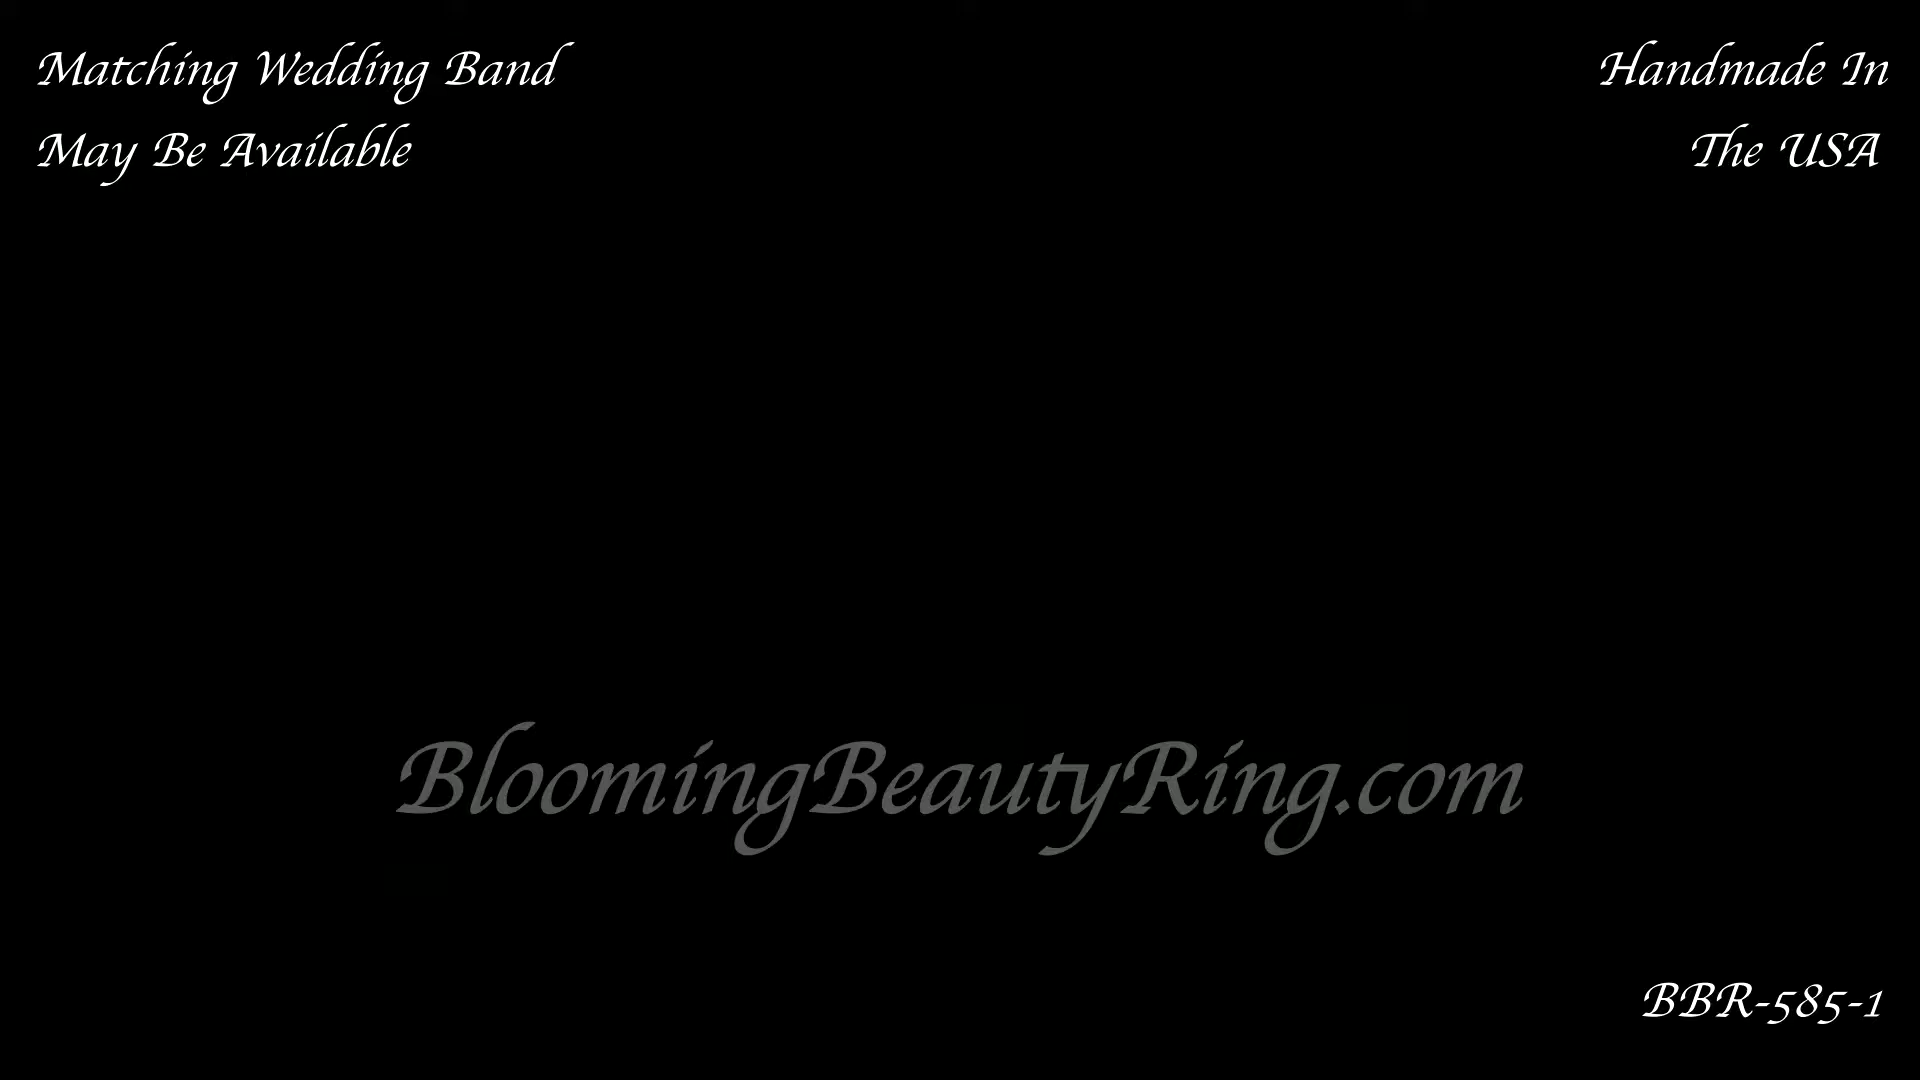 Matching Wedding Band
May Be Available
Handmade In
The USA
BloomingBeautyRing.com
BBR-585-1